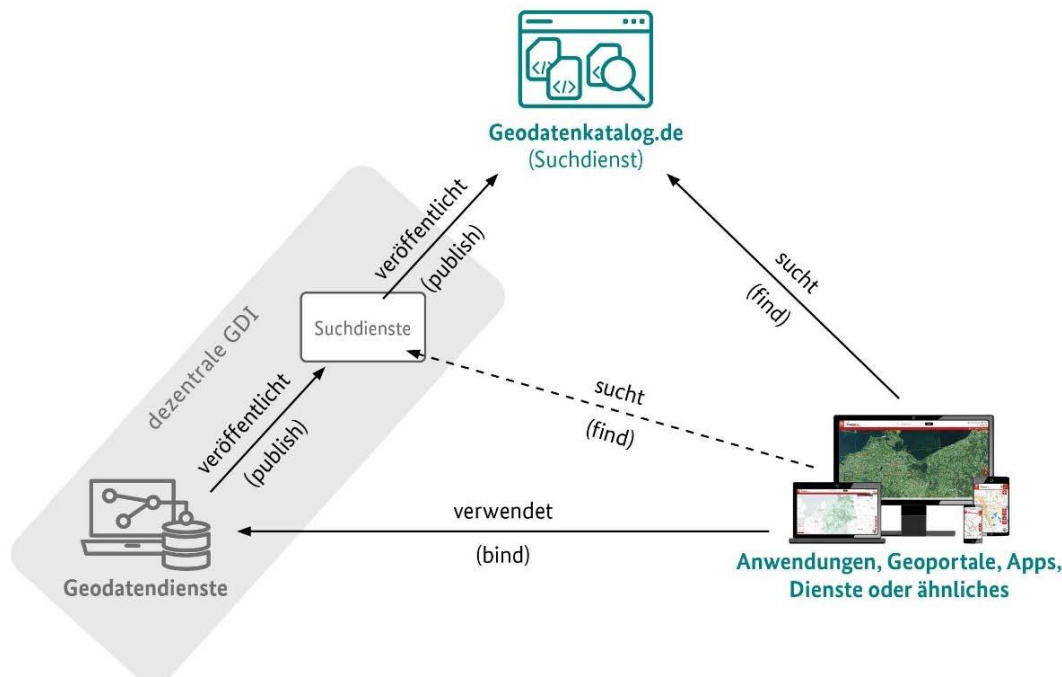 Geodatenkatalog.de
(Suchdienst)
veröffentlicht
(publish)
sucht
(find)
dezentrale GDI
Suchdienste
veröffentlicht
(publish)
sucht
(find)
verwendet
(bind)
Geodatendienste
Anwendungen, Geoportale, Apps,
Dienste oder ähnliches